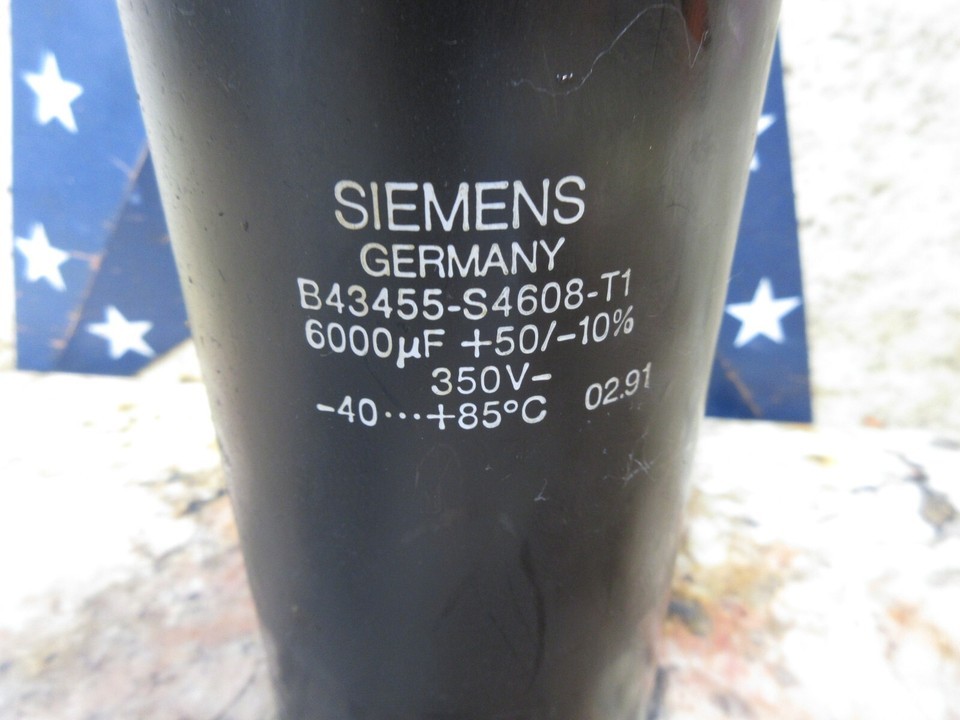 SIEMENS
GERMANY
B43455-S4608-T1
6000µF +50/-10%
350V-
-40...+85°C 02.91